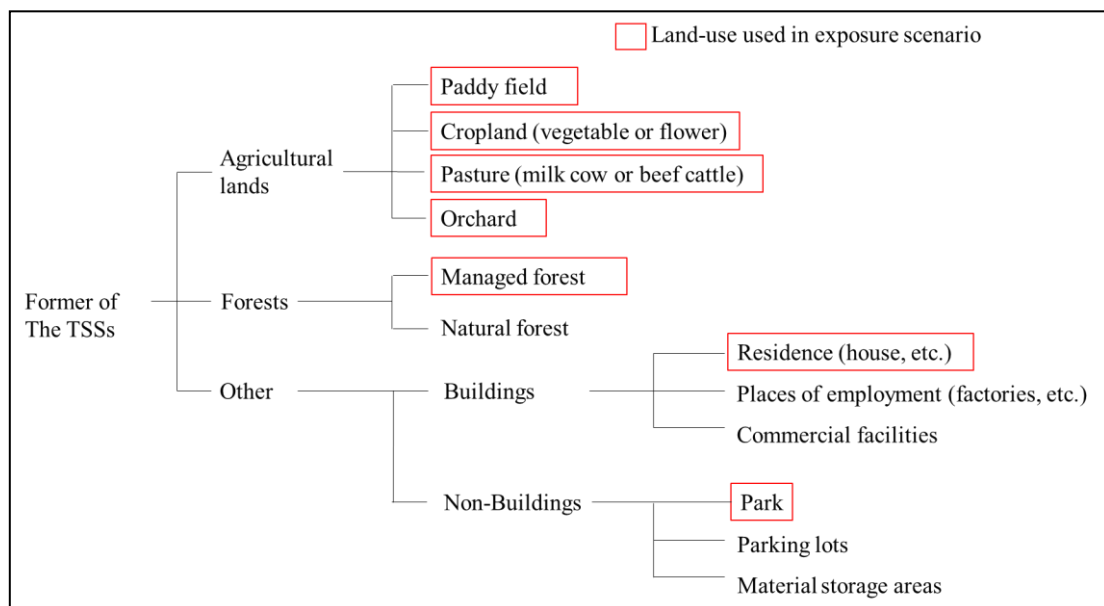 Land-use used in exposure scenario
Paddy field
Cropland (vegetable or flower)
Agricultural
lands
Pasture (milk cow or beef cattle)
Orchard
Managed forest
Former of
The TSSs
Forests
Natural forest
Residence (house, etc.)
Other
Buildings
Places of employment (factories, etc.)
Commercial facilities
Non-Buildings
Park
Parking lots
Material storage areas